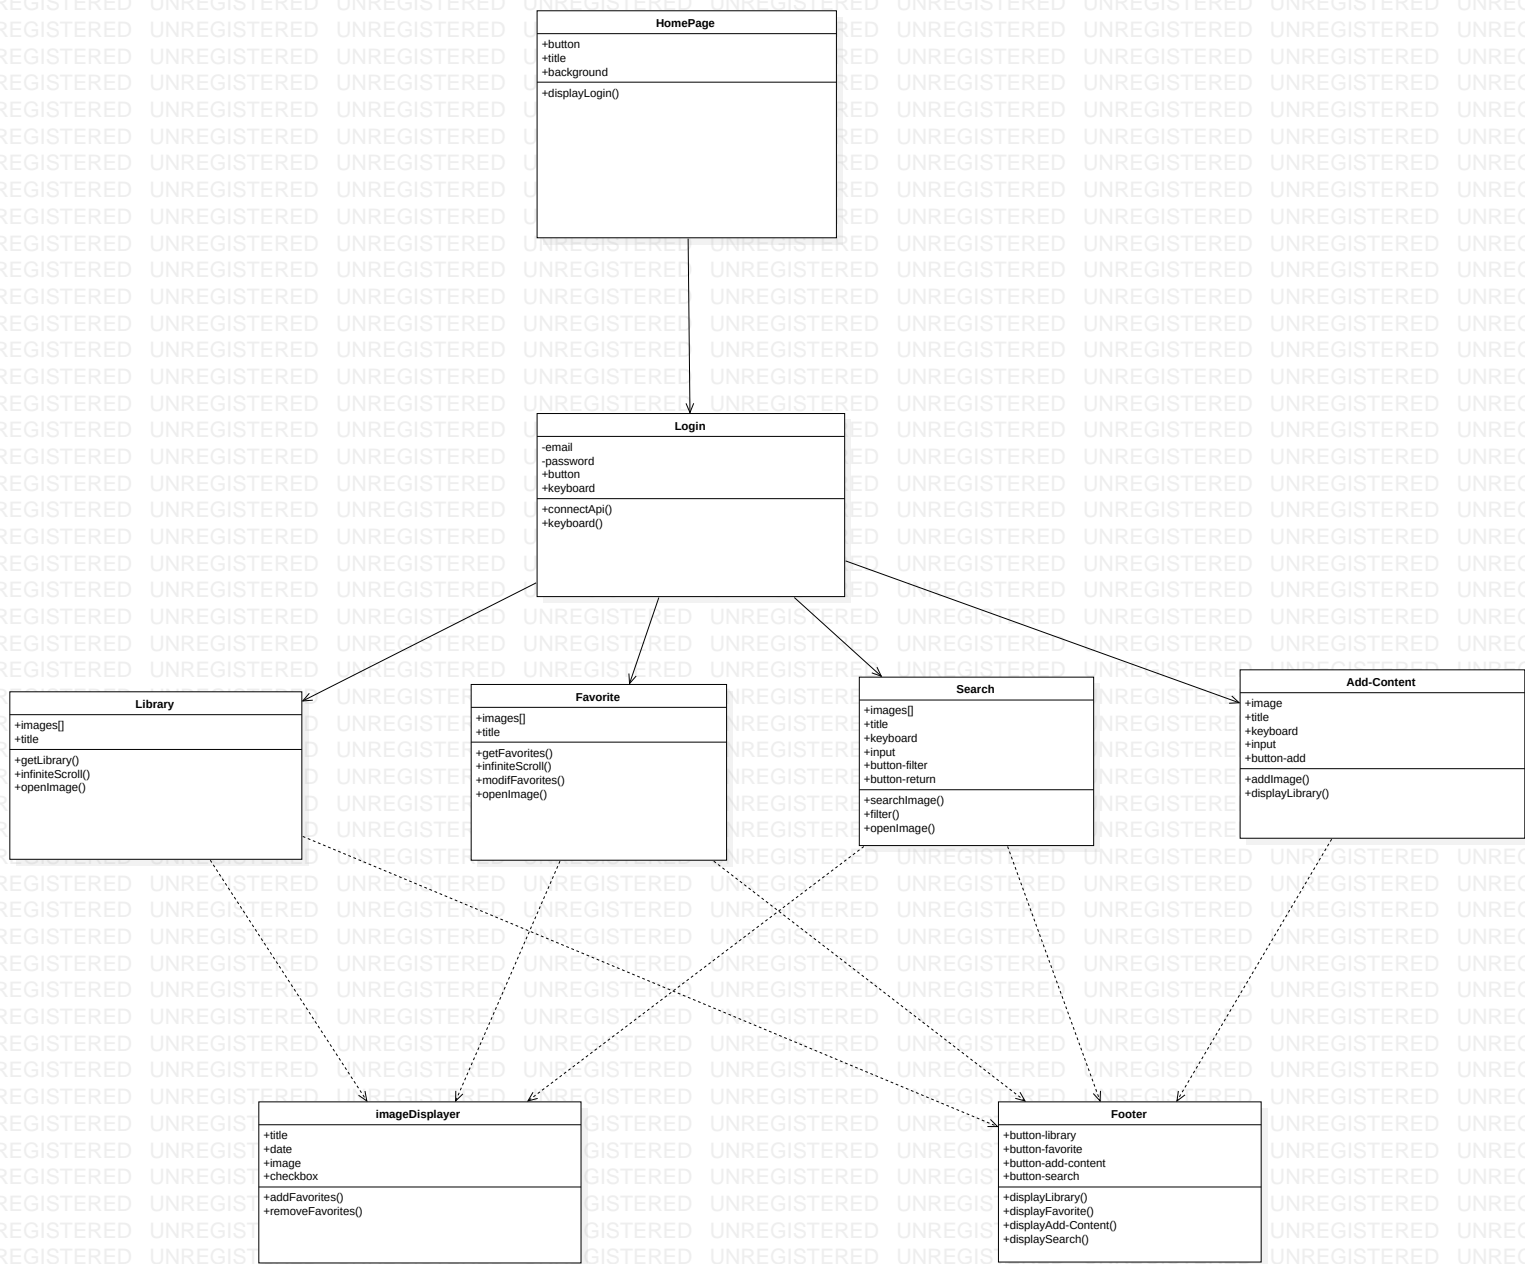 HomePage
+button
+title
+background
+displayLogin()
Login
-email
-password
+button
+keyboard
+connectApi()
+keyboard()
Library
+images[]
+title
+getLibrary()
+infiniteScroll()
+openImage()
Favorite
+images[]
+title
+getFavorites()
+infiniteScroll()
+modifFavorites()
+openImage()
Search
+images[]
+title
+keyboard
+input
+button-filter
+button-return
+searchImage()
+filter()
+openImage()
Add-Content
+image
+title
+keyboard
+input
+button-add
+addImage()
+displayLibrary()
imageDisplayer
+title
+date
+image
+checkbox
+addFavorites()
+removeFavorites()
Footer
+button-library
+button-favorite
+button-add-content
+button-search
+displayLibrary()
+displayFavorite()
+displayAdd-Content()
+displaySearch()
UNREGISTERED